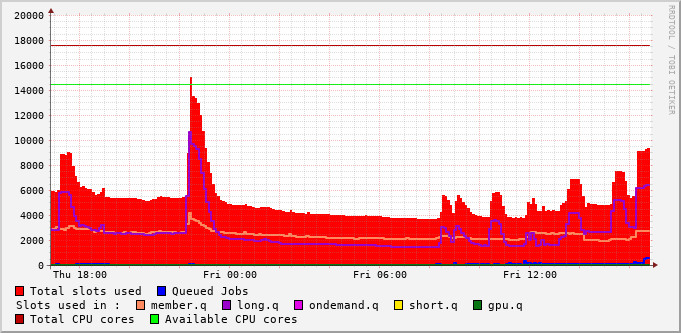 20000
18000
16000
14000
12000
10000
8000
6000
4000
2000
0
Thu 18:00 Fri 00:00 Fri 06:00 Fri 12:00
Total slots used Queued Jobs
Slots used in : member.q long.q ondemand.q short.q gpu.q
Total CPU cores Available CPU cores
RRDTOOL / TOBI OETIKER